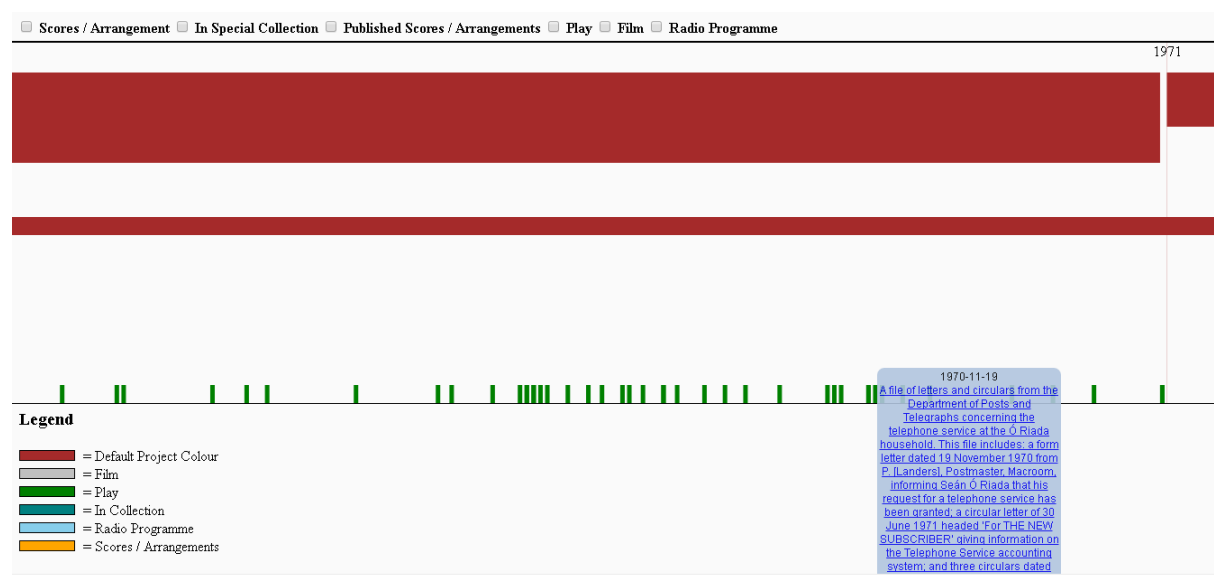 Scores / Arrangement In Special Collection Published Scores / Arrangements Play Film Radio Programme
1971
1970-11-19
A file of letters and circulars from the
Department of Posts and
Telegraphs concerning the
telephone service at the Ó Riada
household. This file includes: a form
letter dated 19 November 1970 from
P. [Landers], Postmaster, Macroom,
informing Seán Ó Riada that his
request for a telephone service has
been granted; a circular letter of 30
June 1971 headed 'For THE NEW
SUBSCRIBER' giving information on
the Telephone Service accounting
system; and three circulars dated
Legend
= Default Project Colour
= Film
= Play
= In Collection
= Radio Programme
= Scores / Arrangements